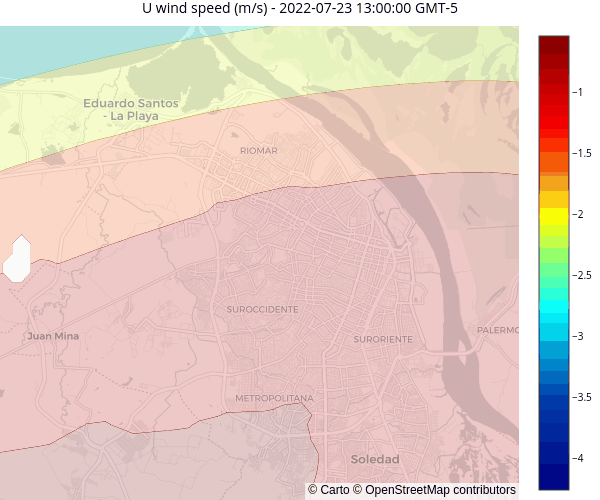 U wind speed (m/s) - 2022-07-23 13:00:00 GMT-5
Eduardo Santos
- La Playa
RIOMAR
SUROCCIDENTE
SURORIENTE
PALERMO
Juan Mina
METROPOLITANA
Soledad
© Carto © OpenStreetMap contributors
−1
−1.5
−2
−2.5
−3
−3.5
−4